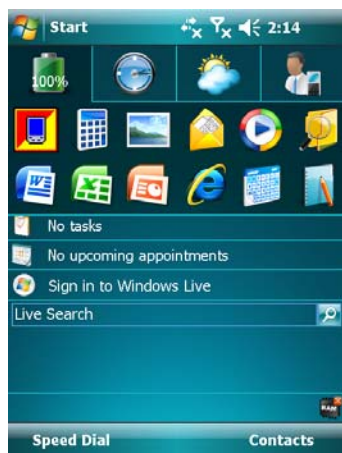 Start 2:14
100%
No tasks
No upcoming appointments
Sign in to Windows Live
Live Search
RAM
Speed Dial Contacts